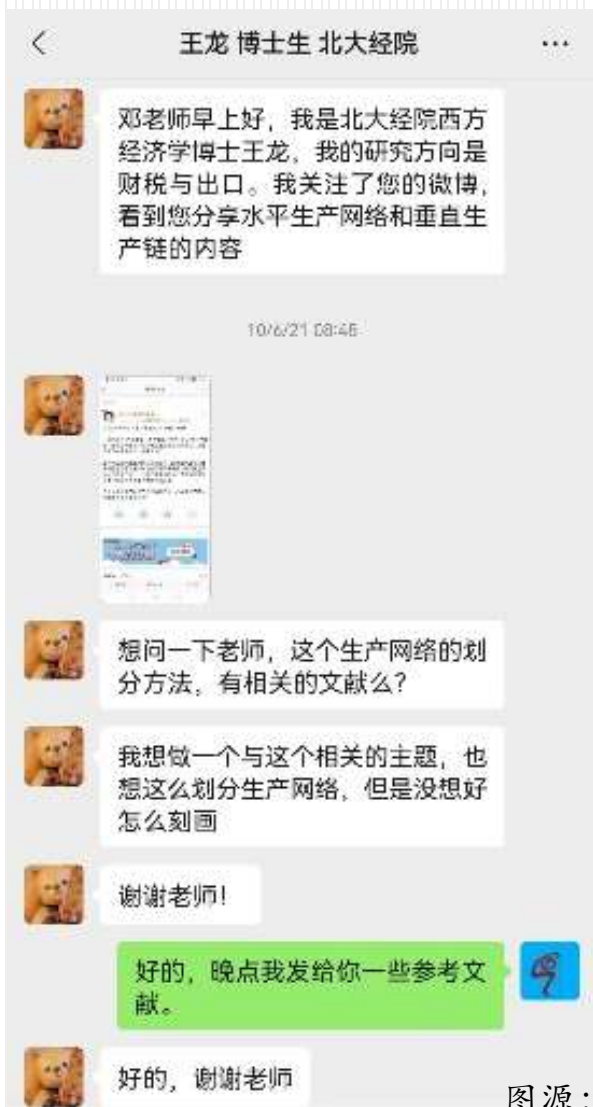 王龙 博士生 北大经院
邓老师早上好，我是北大经院西方
经济学博士王龙，我的研究方向是
财税与出口。我关注了您的微博，
看到您分享水平生产网络和垂直生
产链的内容
10/6/21 08:45
想问一下老师，这个生产网络的划
分方法，有相关的文献么？
我想做一个与这个相关的主题，也
想这么划分生产网络，但是没想好
怎么刻画
谢谢老师！
好的，晚点我发给你一些参考文
献。
好的，谢谢老师
图源：